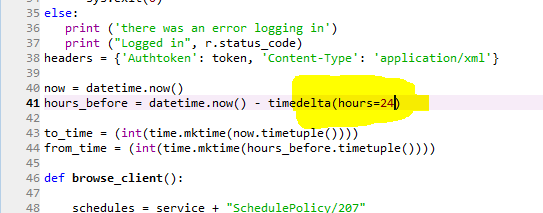 35 else:
36 print ('there was an error logging in')
37 print ("Logged in", r.status_code)
38 headers = {'Authtoken': token, 'Content-Type': 'application/xml'}
39
40 now = datetime.now()
41 hours_before = datetime.now() - timedelta(hours=24)
42
43 to_time = (int(time.mktime(now.timetuple())))
44 from_time = (int(time.mktime(hours_before.timetuple())))
45
46 def browse_client():
47
48 schedules = service + "SchedulePolicy/207"